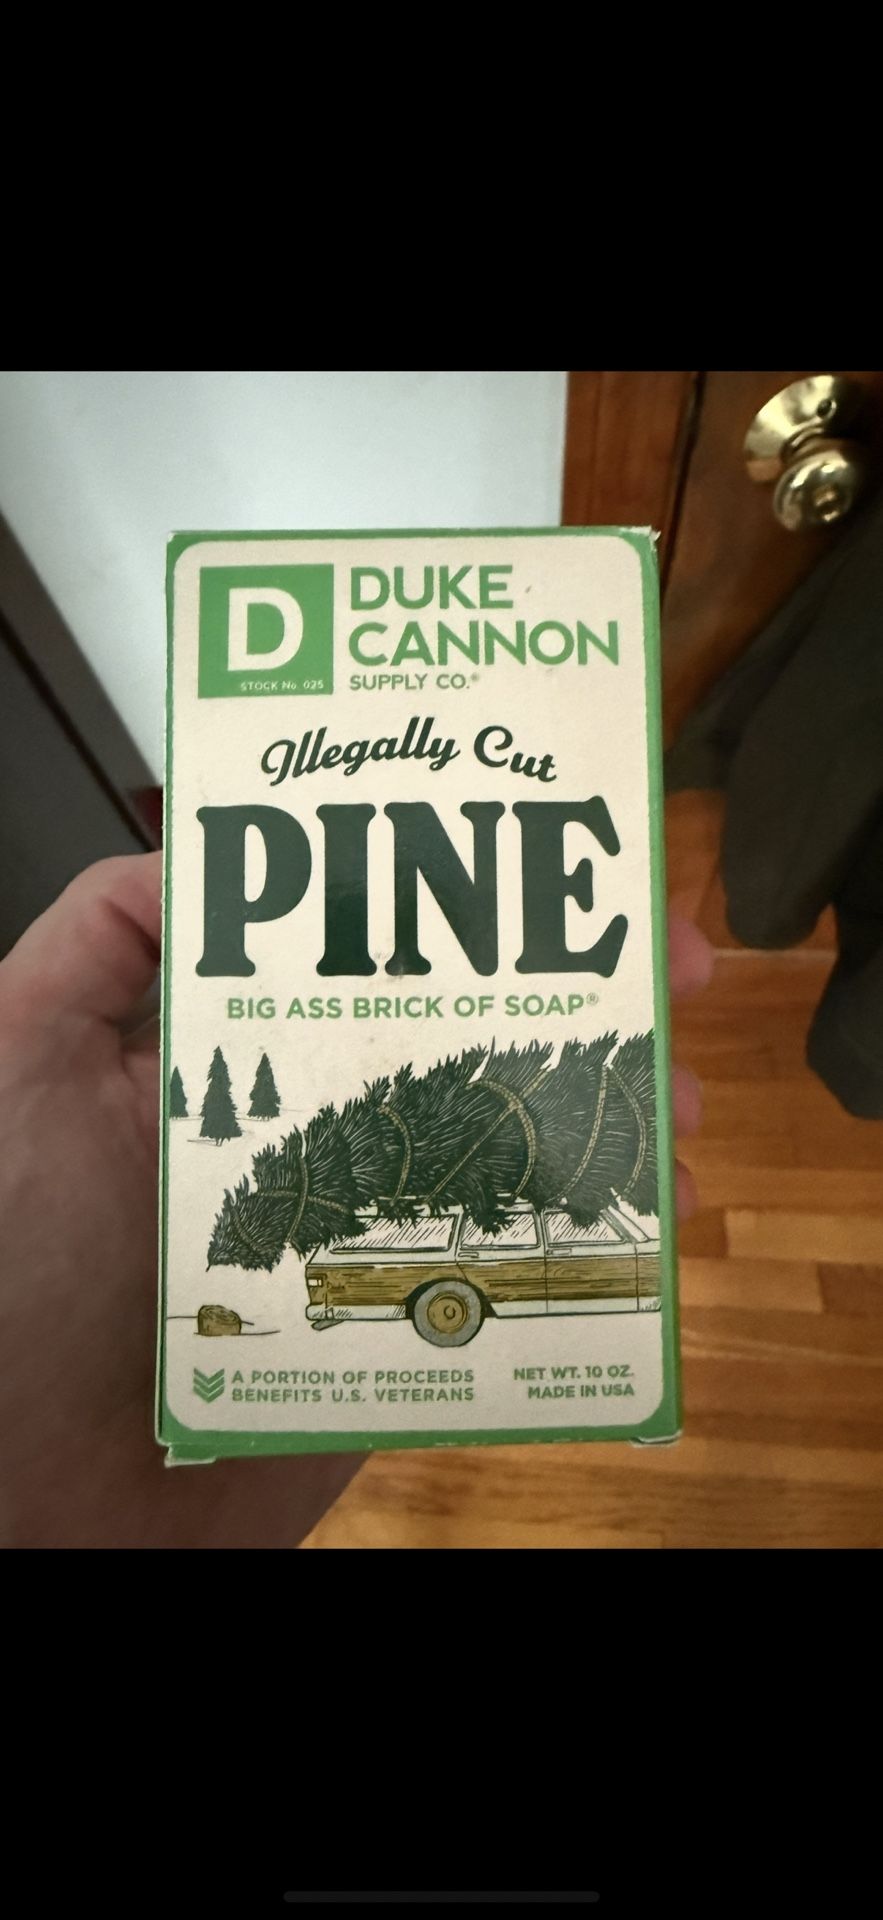 D
STOCK No 025
DUKE
CANNON
SUPPLY CO.®
Illegally Cut
PINE
BIG ASS BRICK OF SOAP®
A PORTION OF PROCEEDS
BENEFITS U.S. VETERANS
NET WT. 10 OZ.
MADE IN USA